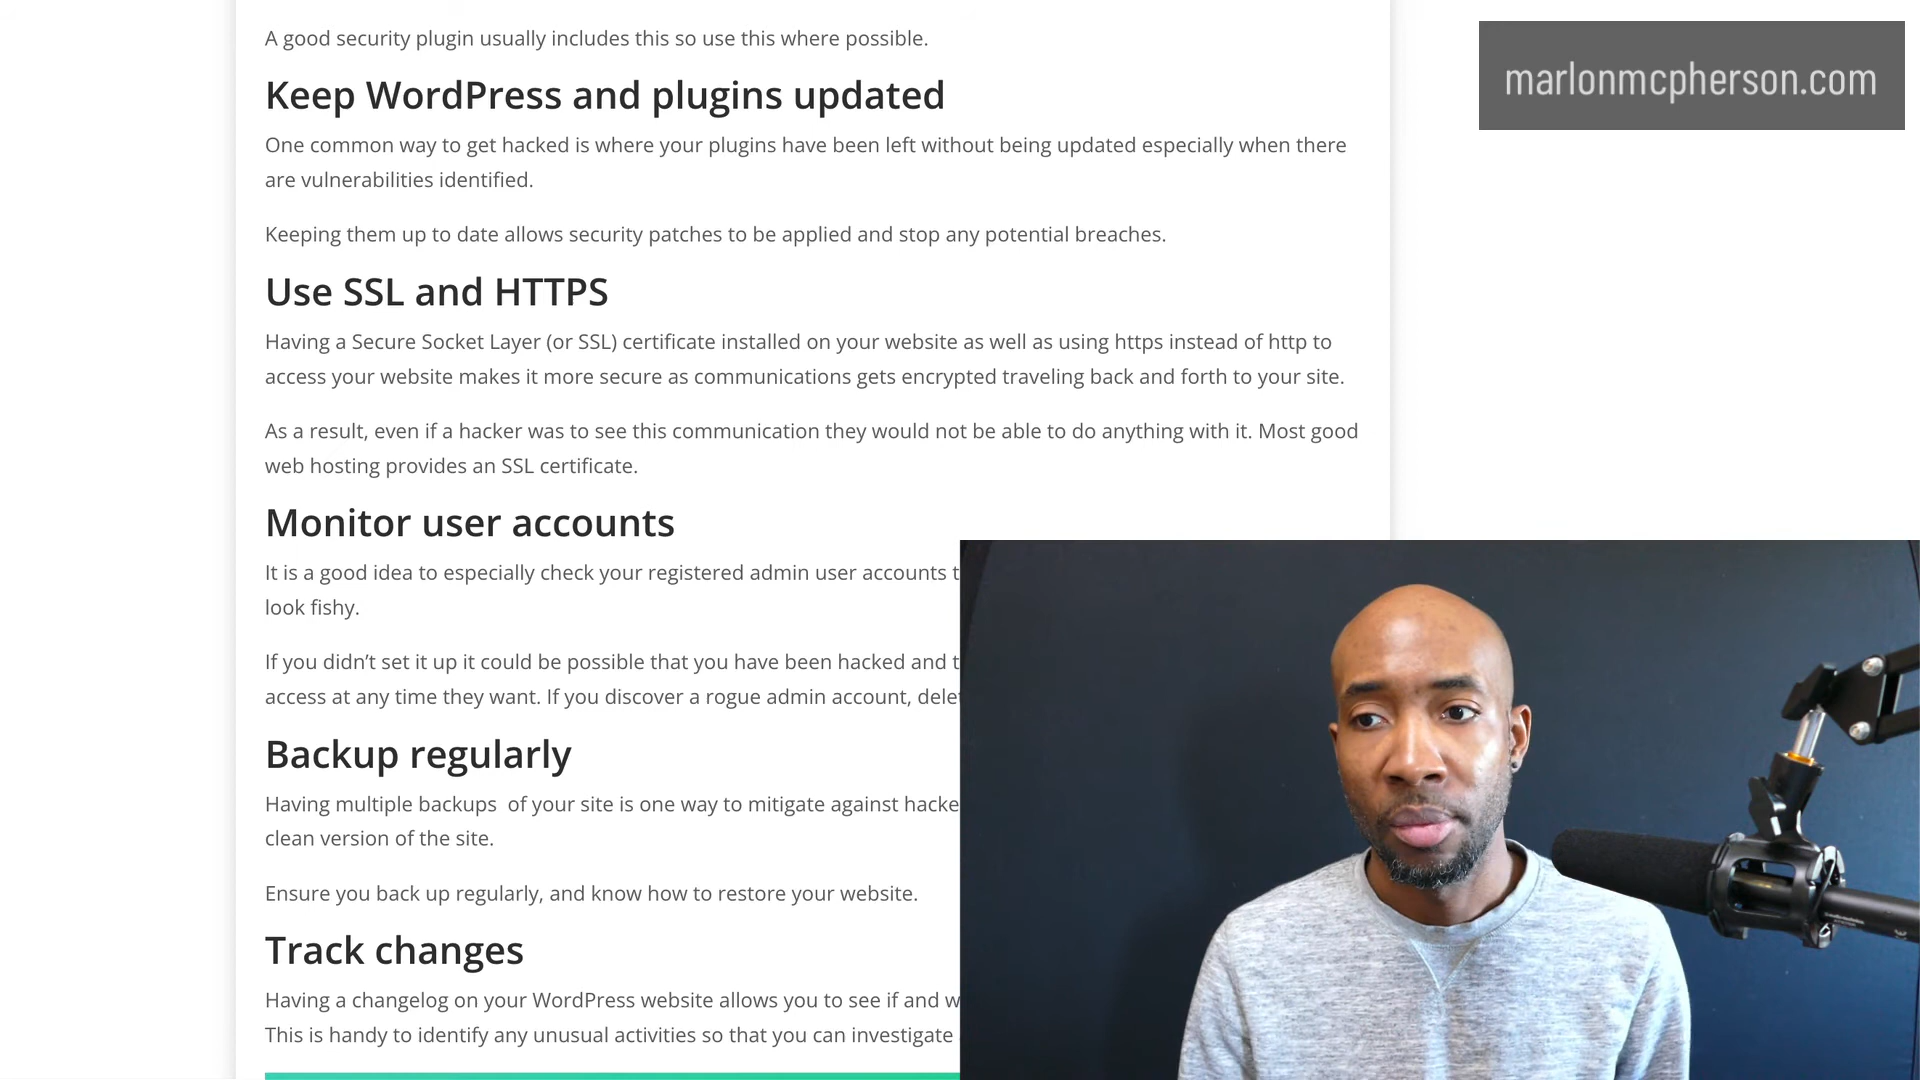 A good security plugin usually includes this so use this where possible.
marlonmcpherson.com
Keep WordPress and plugins updated
One common way to get hacked is where your plugins have been left without being updated especially when there
are vulnerabilities identified.
Keeping them up to date allows security patches to be applied and stop any potential breaches.
Use SSL and HTTPS
Having a Secure Socket Layer (or SSL) certificate installed on your website as well as using https instead of http to
access your website makes it more secure as communications gets encrypted traveling back and forth to your site.
As a result, even if a hacker was to see this communication they would not be able to do anything with it. Most good
web hosting provides an SSL certificate.
Monitor user accounts
It is a good idea to especially check your registered admin user accounts
look fishy.
If you didn’t set it up it could be possible that you have been hacked and
access at any time they want. If you discover a rogue admin account,
Backup regularly
Having multiple backups of your site is one way to mitigate against
clean version of the site.
Ensure you back up regularly, and know how to restore your website.
Track changes
Having a changelog on your WordPress website allows you to see if and
This is handy to identify any unusual activities so that you can investigate